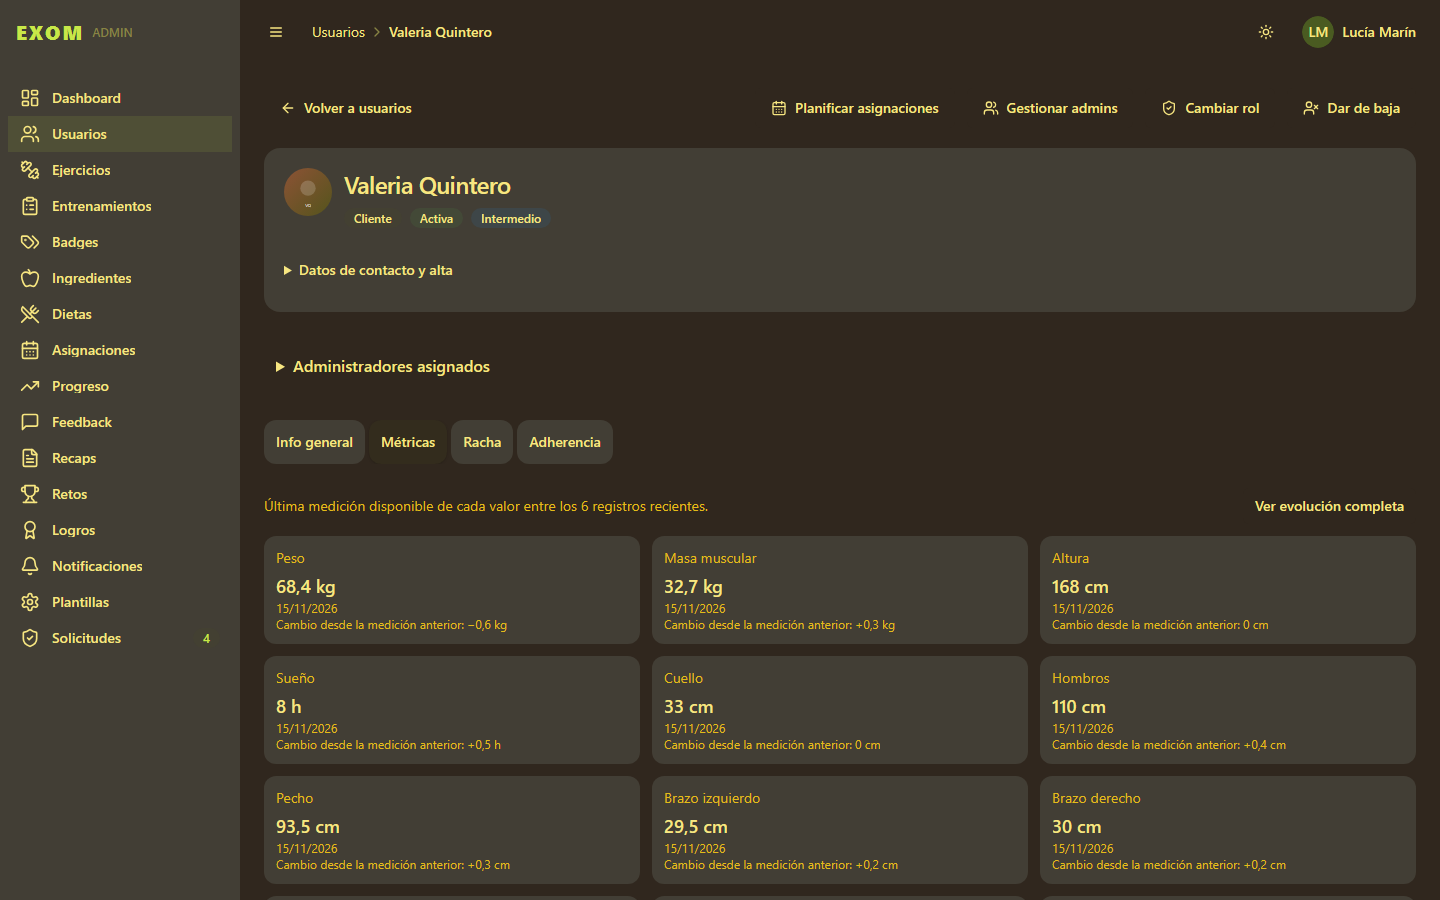 EXOM ADMIN
Usuarios > Valeria Quintero
LM Lucía Marín
Dashboard
Usuarios
Ejercicios
Entrenamientos
Badges
Ingredientes
Dietas
Asignaciones
Progreso
Feedback
Recaps
Retos
Logros
Notificaciones
Plantillas
Solicitudes 4
Volver a usuarios
Planificar asignaciones
Gestionar admins
Cambiar rol
Dar de baja
Valeria Quintero
Cliente Activa Intermedio
Datos de contacto y alta
Administradores asignados
Info general Métricas Racha Adherencia
Última medición disponible de cada valor entre los 6 registros recientes.
Ver evolución completa
Peso
68,4 kg
15/11/2026
Cambio desde la medición anterior: −0,6 kg
Masa muscular
32,7 kg
15/11/2026
Cambio desde la medición anterior: +0,3 kg
Altura
168 cm
15/11/2026
Cambio desde la medición anterior: 0 cm
Sueño
8 h
15/11/2026
Cambio desde la medición anterior: +0,5 h
Cuello
33 cm
15/11/2026
Cambio desde la medición anterior: 0 cm
Hombros
110 cm
15/11/2026
Cambio desde la medición anterior: +0,4 cm
Pecho
93,5 cm
15/11/2026
Cambio desde la medición anterior: +0,3 cm
Brazo izquierdo
29,5 cm
15/11/2026
Cambio desde la medición anterior: +0,2 cm
Brazo derecho
30 cm
15/11/2026
Cambio desde la medición anterior: +0,2 cm